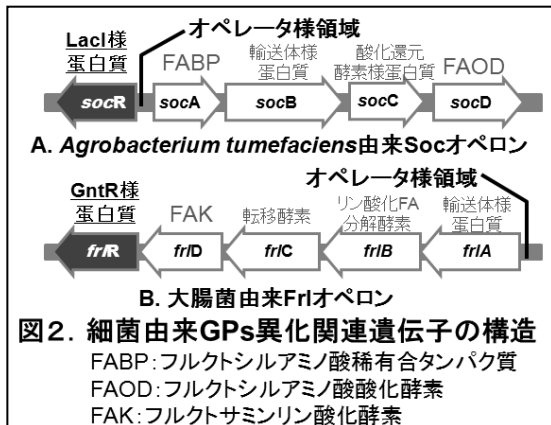 LacI様
蛋白質
オペレータ様領域
FABP
輸送体様
蛋白質
酸化還元
酵素様蛋白質
FAOD
socR
socA
socB
socC
socD
A. Agrobacterium tumefaciens由来Socオペロン
オペレータ様領域
GntR様
蛋白質
FAK
転移酵素
リン酸化FA
分解酵素
輸送体様
蛋白質
frlR
frlD
frlC
frlB
frlA
B. 大腸菌由来Frlオペロン
図2. 細菌由来GPs異化関連遺伝子の構造
FABP:フルクトシルアミノ酸稀有合タンパク質
FAOD:フルクトシルアミノ酸酸化酵素
FAK:フルクトサミンリン酸化酵素